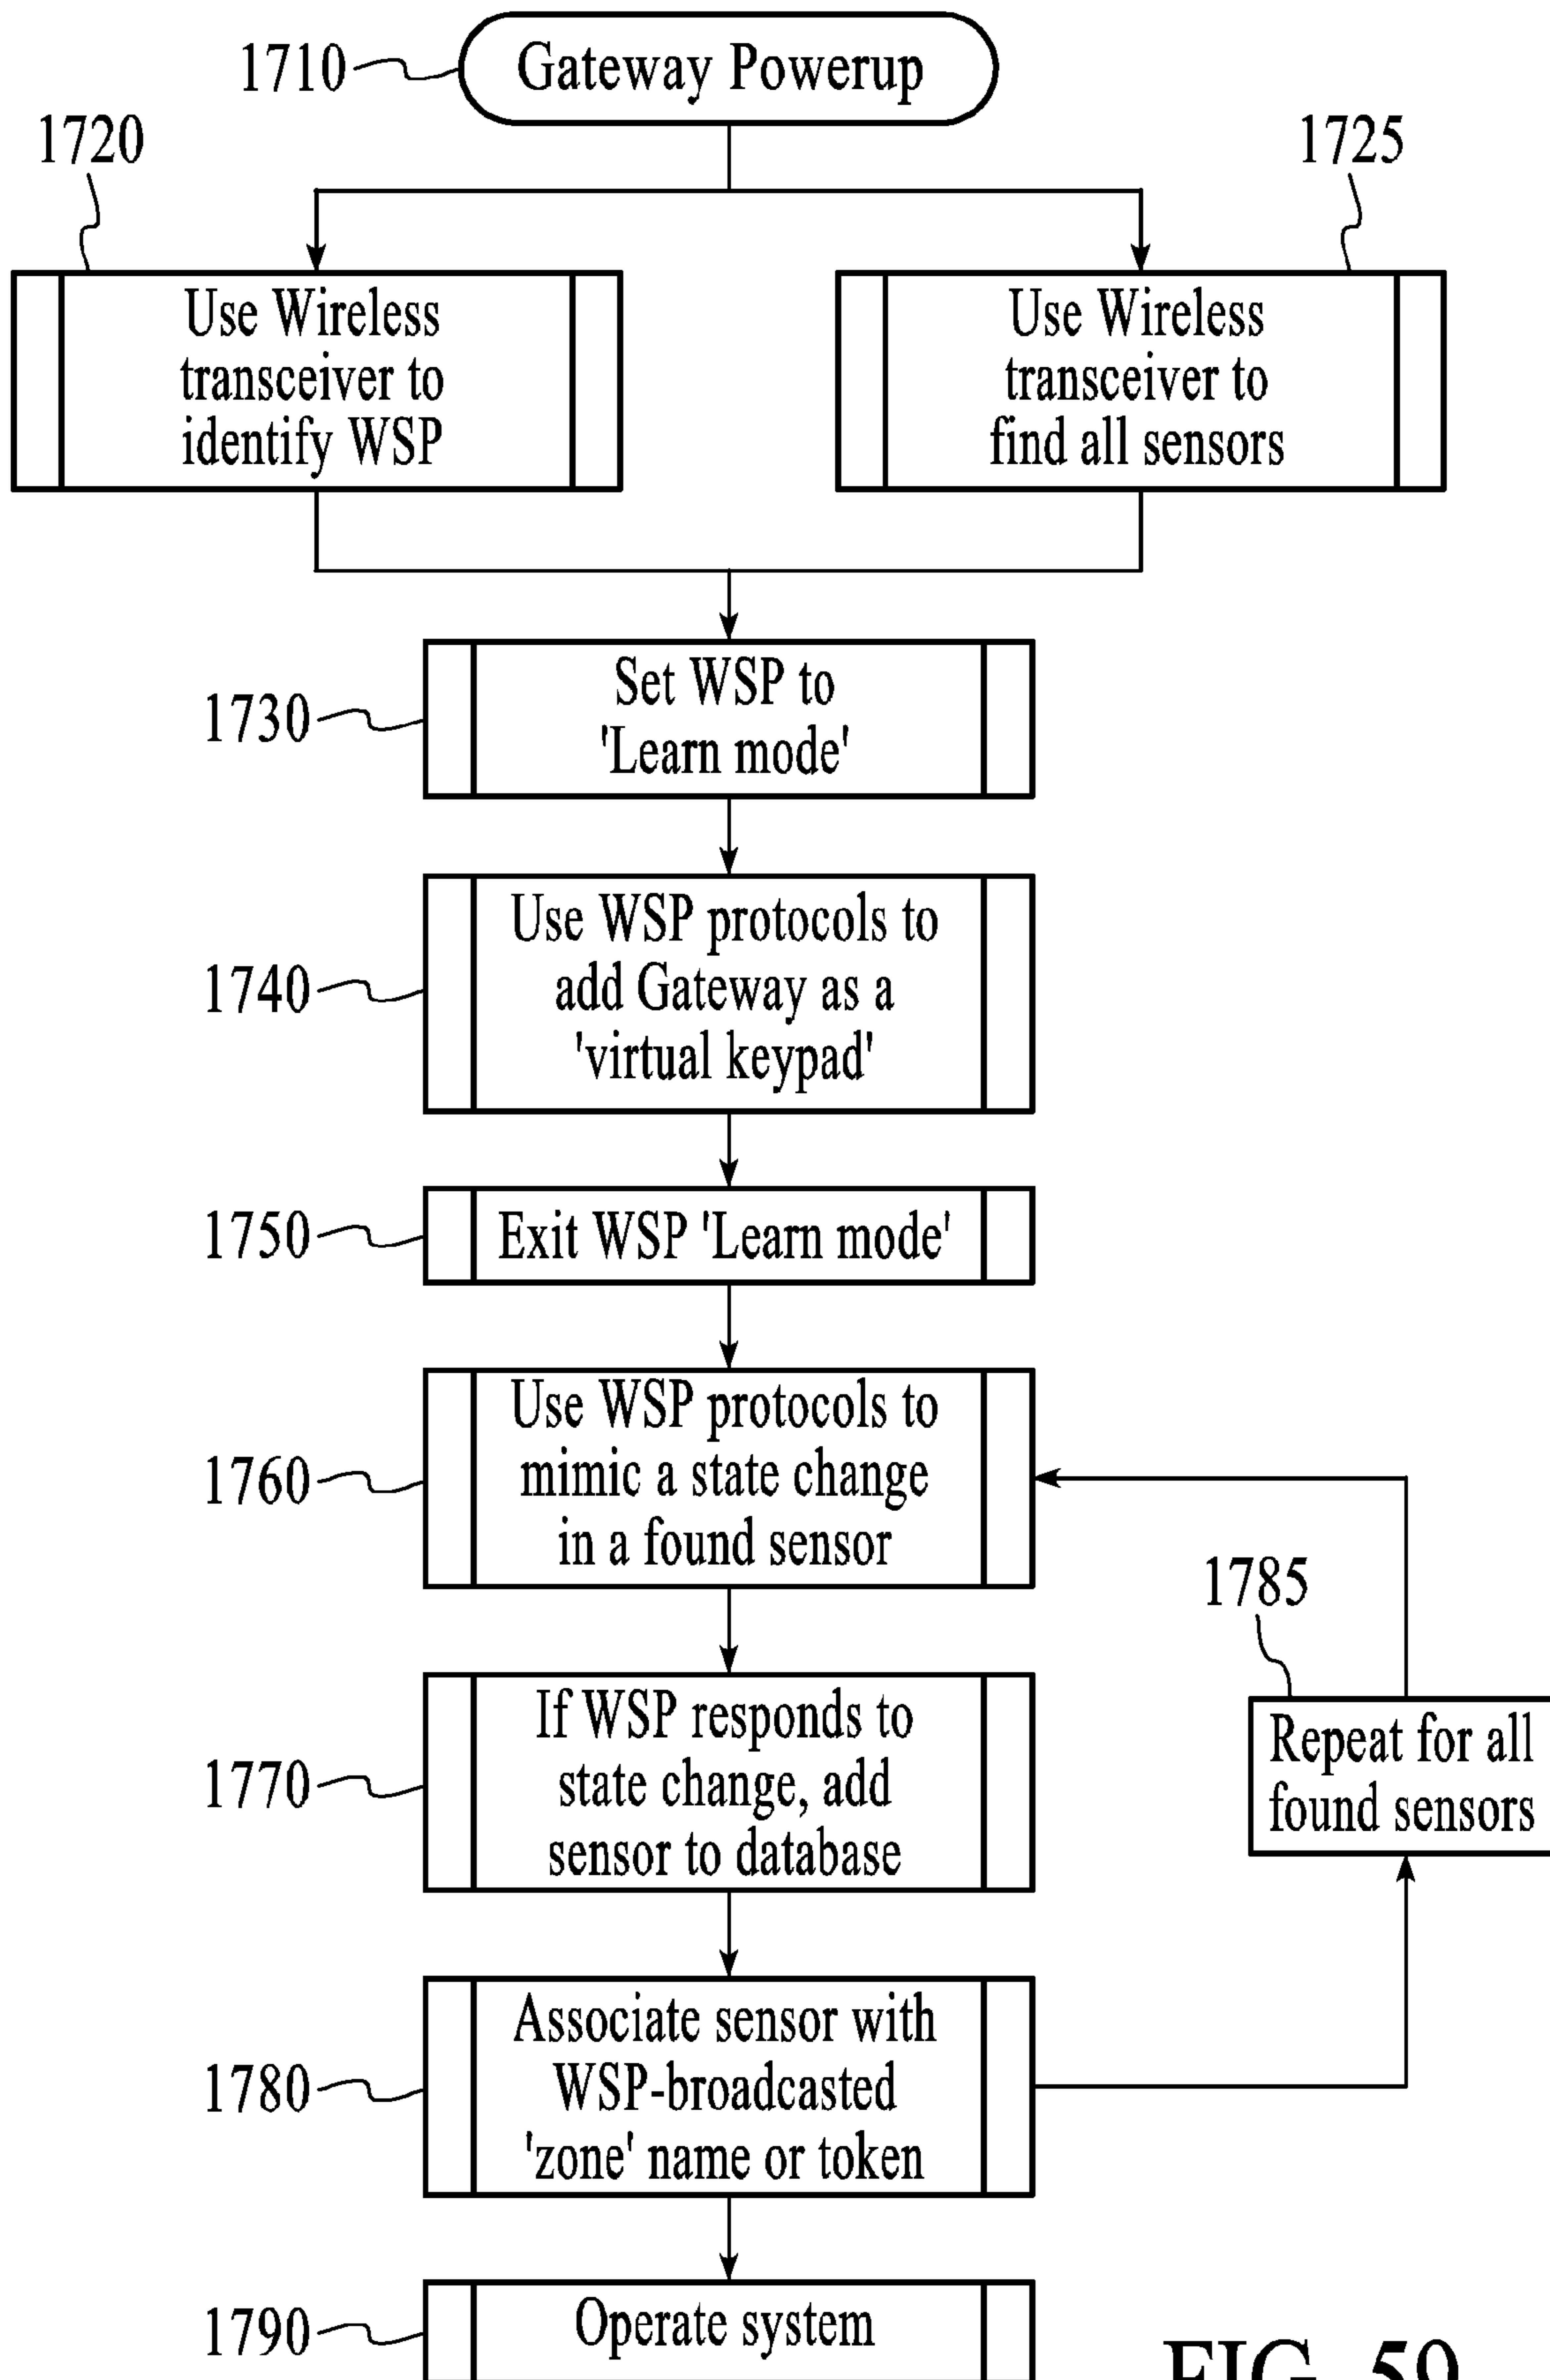 1710
Gateway Powerup
1720
1725
Use Wireless
transceiver to
identify WSP
Use Wireless
transceiver to
find all sensors
1730
Set WSP to
'Learn mode'
1740
Use WSP protocols to
add Gateway as a
'virtual keypad'
1750
Exit WSP 'Learn mode'
1760
Use WSP protocols to
mimic a state change
in a found sensor
1785
Repeat for all
found sensors
1770
If WSP responds to
state change, add
sensor to database
1780
Associate sensor with
WSP-broadcasted
'zone' name or token
1790
Operate system
FIG. 59